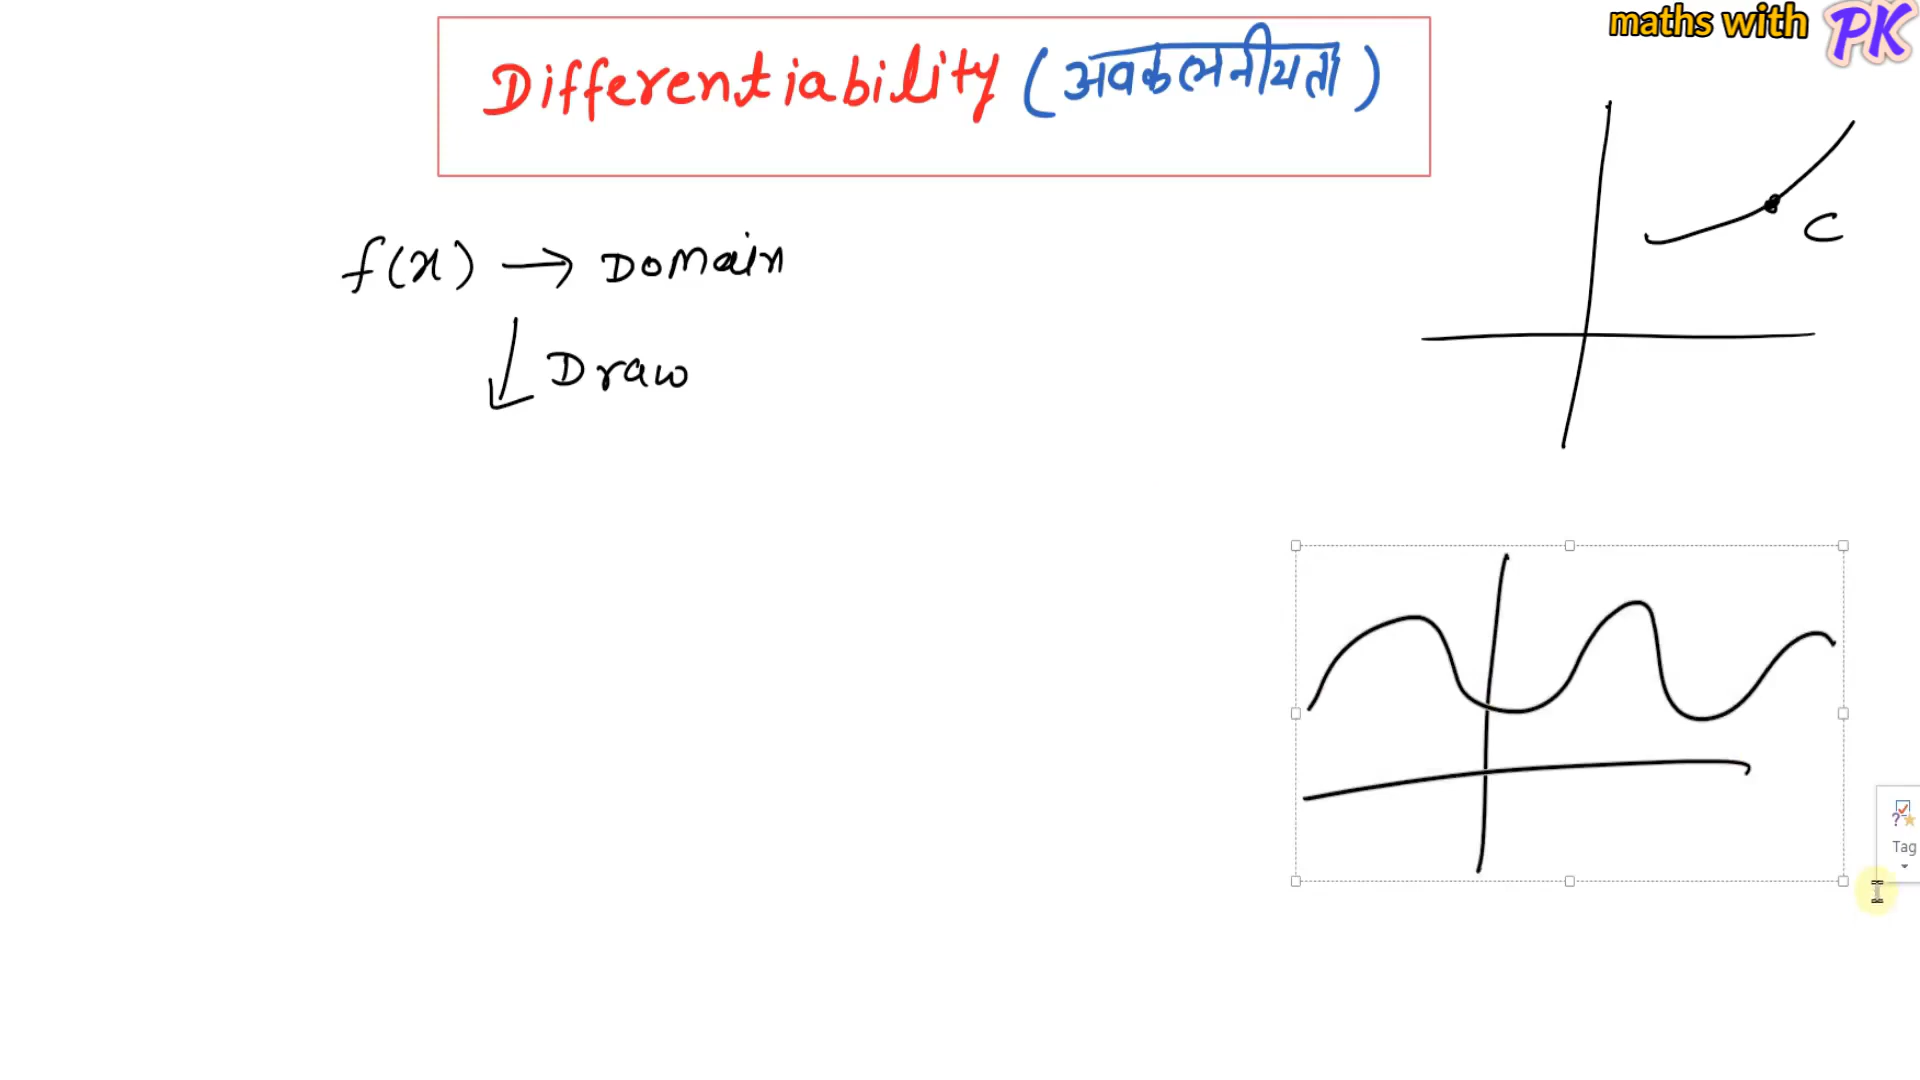 maths with PK
Differentiability (अवकलनीयता)
C
f(x) → Domain
↓ Draw
Tag